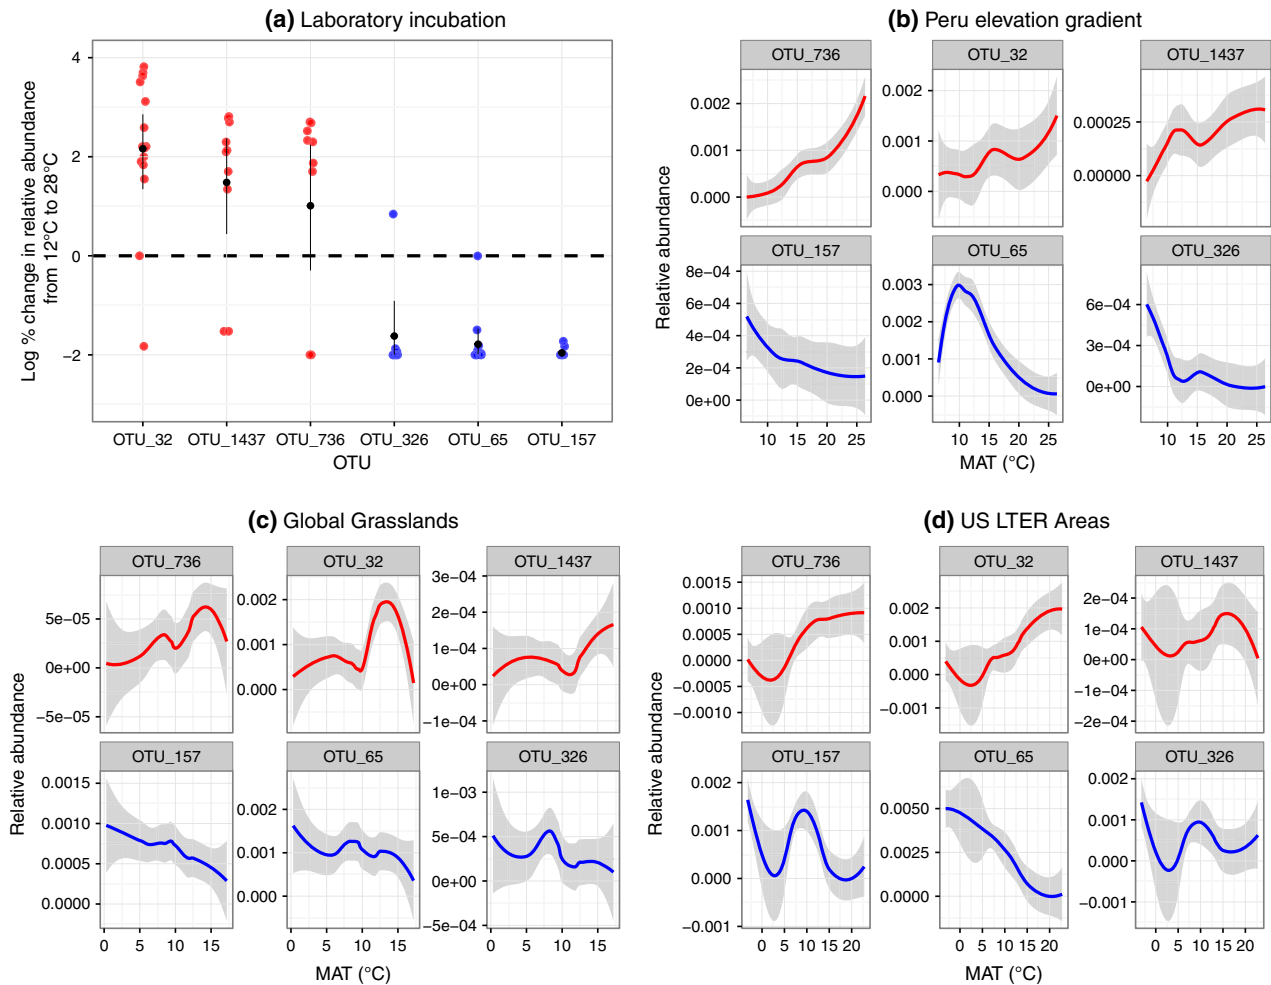 (a) Laboratory incubation
Log % change in relative abundance
from 12°C to 28°C
4
2
0
−2
OTU_32 OTU_1437 OTU_736 OTU_326 OTU_65 OTU_157
OTU
(b) Peru elevation gradient
Relative abundance
OTU_736 OTU_32 OTU_1437
0.002
0.001
0.000
0.001
0.000
0.00025
0.00000
OTU_157 OTU_65 OTU_326
8e−04
6e−04
4e−04
2e−04
0e+00
0.003
0.002
0.001
0.000
6e−04
3e−04
0e+00
10 15 20 25 10 15 20 25 10 15 20 25
MAT (°C)
(c) Global Grasslands
Relative abundance
OTU_736 OTU_32 OTU_1437
5e−05
0e+00
−5e−05
0.002
0.001
0.000
3e−04
2e−04
1e−04
0e+00
−1e−04
OTU_157 OTU_65 OTU_326
0.0015
0.0010
0.0005
0.0000
0.002
0.001
0.000
1e−03
5e−04
0e+00
−5e−04
0 5 10 15 0 5 10 15 0 5 10 15
MAT (°C)
(d) US LTER Areas
Relative abundance
OTU_736 OTU_32 OTU_1437
0.0015
0.0010
0.0005
0.0000
−0.0005
−0.0010
0.002
0.001
0.000
−0.001
2e−04
1e−04
0e+00
−1e−04
−2e−04
OTU_157 OTU_65 OTU_326
0.002
0.001
0.000
−0.001
0.0050
0.0025
0.0000
0.002
0.001
0.000
−0.001
0 5 10 15 20 0 5 10 15 20 0 5 10 15 20
MAT (°C)